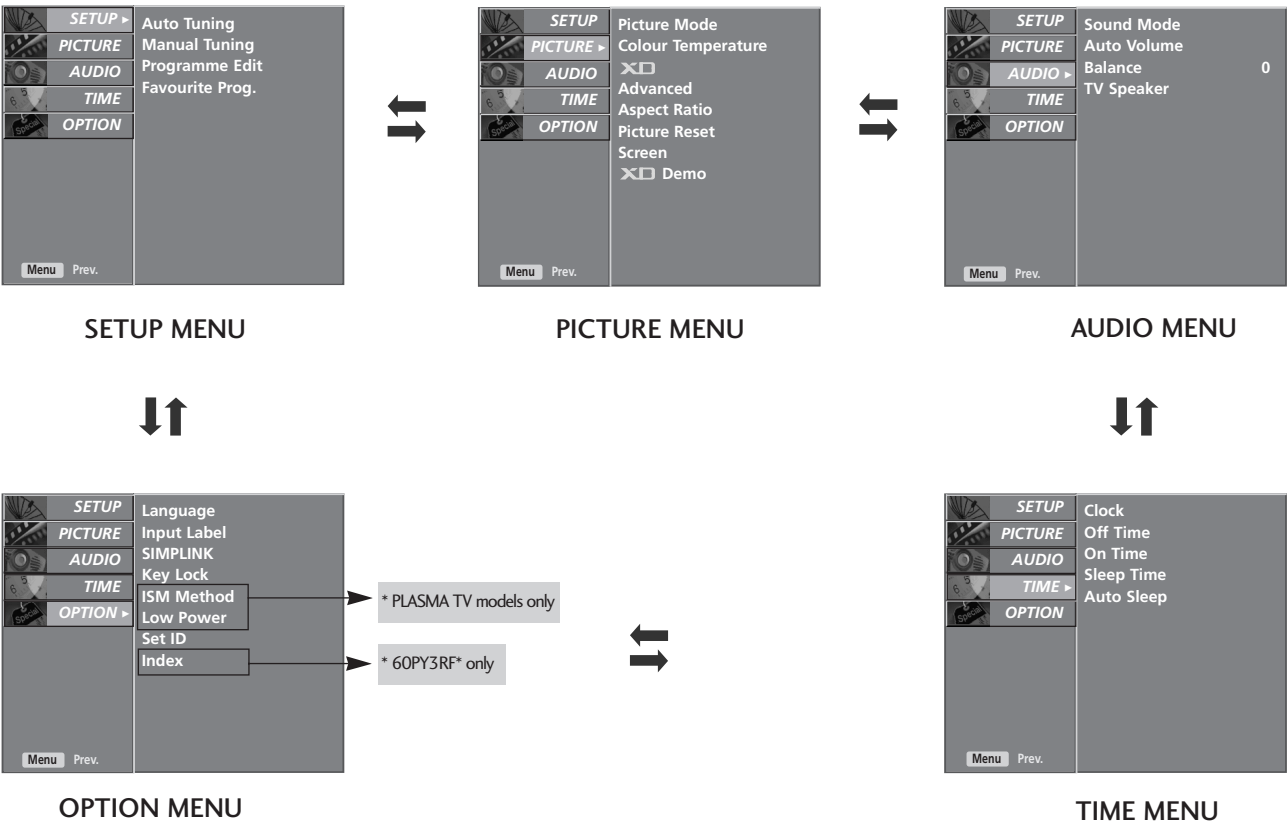 SETUP
PICTURE
AUDIO
TIME
OPTION
Auto Tuning
Manual Tuning
Programme Edit
Favourite Prog.
Menu Prev.
SETUP MENU
SETUP
PICTURE
AUDIO
TIME
OPTION
Picture Mode
Colour Temperature
XD
Advanced
Aspect Ratio
Picture Reset
Screen
XD Demo
Menu Prev.
PICTURE MENU
SETUP
PICTURE
AUDIO
TIME
OPTION
Sound Mode
Auto Volume
Balance 0
TV Speaker
Menu Prev.
AUDIO MENU
SETUP
PICTURE
AUDIO
TIME
OPTION
Special
Language
Input Label
SIMPLINK
Key Lock
ISM Method
Low Power
Set ID
Index
* PLASMA TV models only
* 60PY3RF* only
Menu Prev.
OPTION MENU
SETUP
PICTURE
AUDIO
TIME
OPTION
Clock
Off Time
On Time
Sleep Time
Auto Sleep
Menu Prev.
TIME MENU